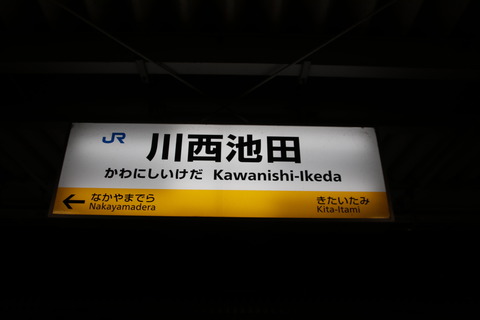 JR
川西池田
かわにしいけだ Kawanishi-Ikeda
← なかやまでら きたいたみ
Nakayamadera Kita-Itami